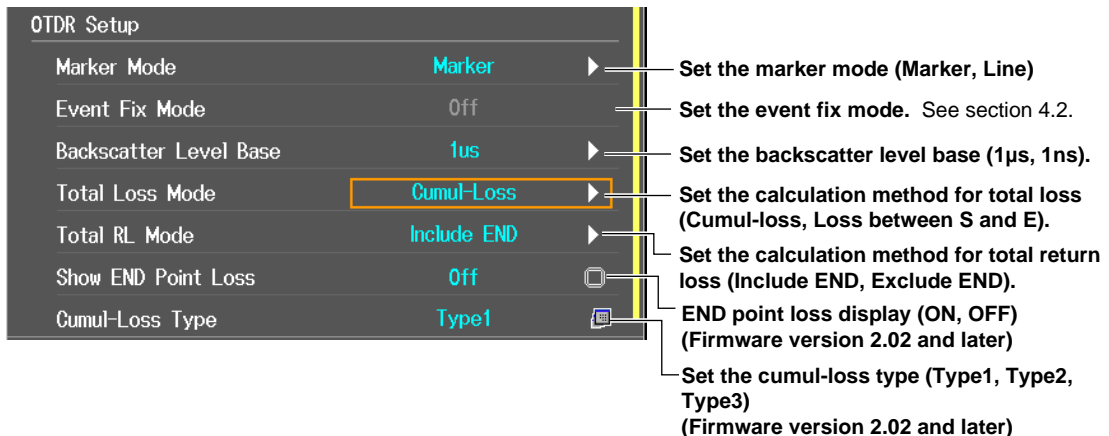 OTDR Setup
Marker Mode Marker
Event Fix Mode Off
Backscatter Level Base 1us
Total Loss Mode Cumul-Loss
Total RL Mode Include END
Show END Point Loss Off
Cumul-Loss Type Type1
Set the marker mode (Marker, Line)
Set the event fix mode. See section 4.2.
Set the backscatter level base (1µs, 1ns).
Set the calculation method for total loss
(Cumul-loss, Loss between S and E).
Set the calculation method for total return
loss (Include END, Exclude END).
END point loss display (ON, OFF)
(Firmware version 2.02 and later)
Set the cumul-loss type (Type1, Type2,
Type3)
(Firmware version 2.02 and later)